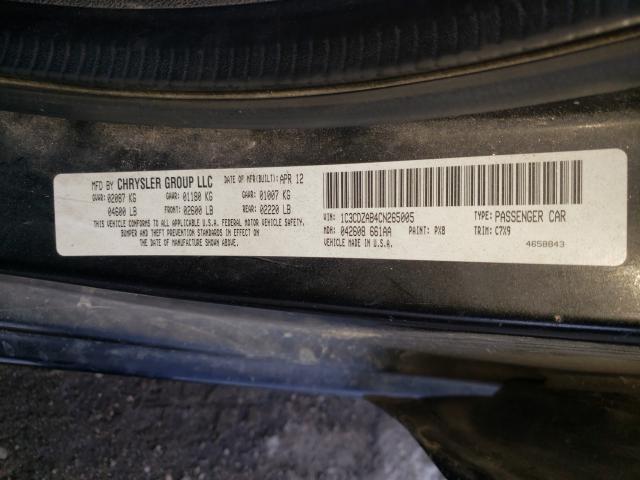 MFD BY CHRYSLER GROUP LLC DATE OF MFR(BUILT): APR 12
GVWR: 02087 KG GAWR 01180 KG GAWR 01007 KG
04600 LB FRONT: 02600 LB REAR: 02220 LB
THIS VEHICLE CONFORMS TO ALL APPLICABLE FEDERAL MOTOR VEHICLE SAFETY,
BUMPER AND THEFT PREVENTION STANDARDS IN EFFECT ON
THE DATE OF MANUFACTURE SHOWN ABOVE.
VIN: 1C3CDZAB4CN265005 TYPE: PASSENGER CAR
MDH: 042608 661AA PAINT: PX8 TRIM: C7X9
VEHICLE MADE IN U.S.A. 4658843